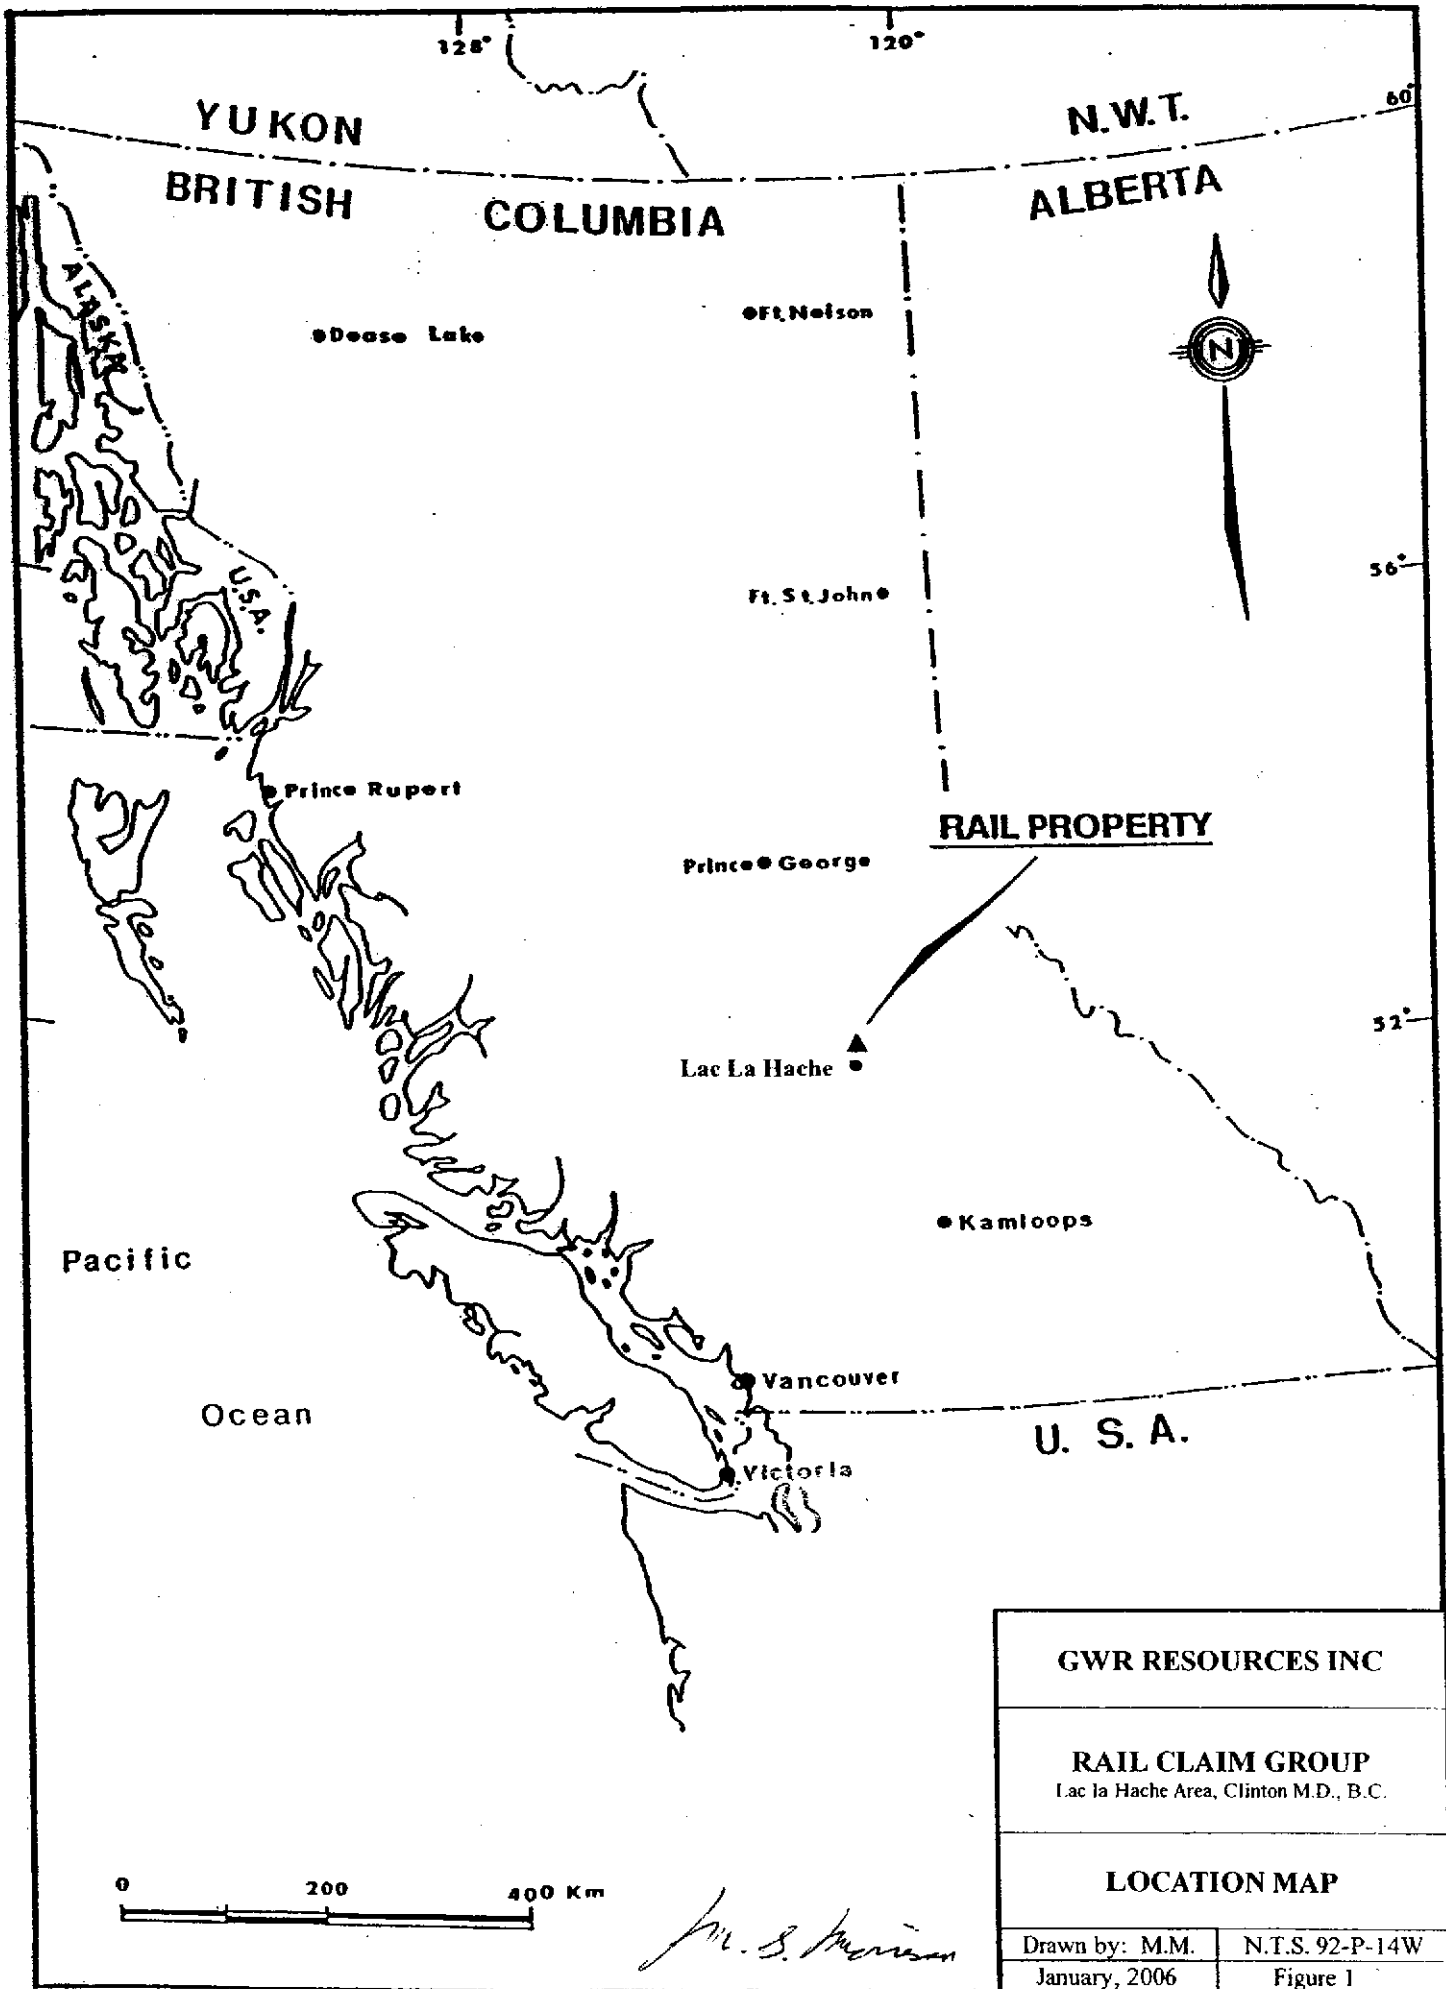 128°
120°
60°
YUKON
N.W.T.
BRITISH COLUMBIA
ALBERTA
ALASKA
Dease Lake
Ft. Nelson
N
56°
U.S.A.
Ft. St. John
Prince Rupert
RAIL PROPERTY
Prince George
52°
Lac La Hache
Kamloops
Pacific
Ocean
Vancouver
U. S. A.
Victoria
GWR RESOURCES INC
RAIL CLAIM GROUP
Lac la Hache Area, Clinton M.D., B.C.
LOCATION MAP
0 200 400 Km
Drawn by: M.M. N.T.S. 92-P-14W
January, 2006 Figure 1